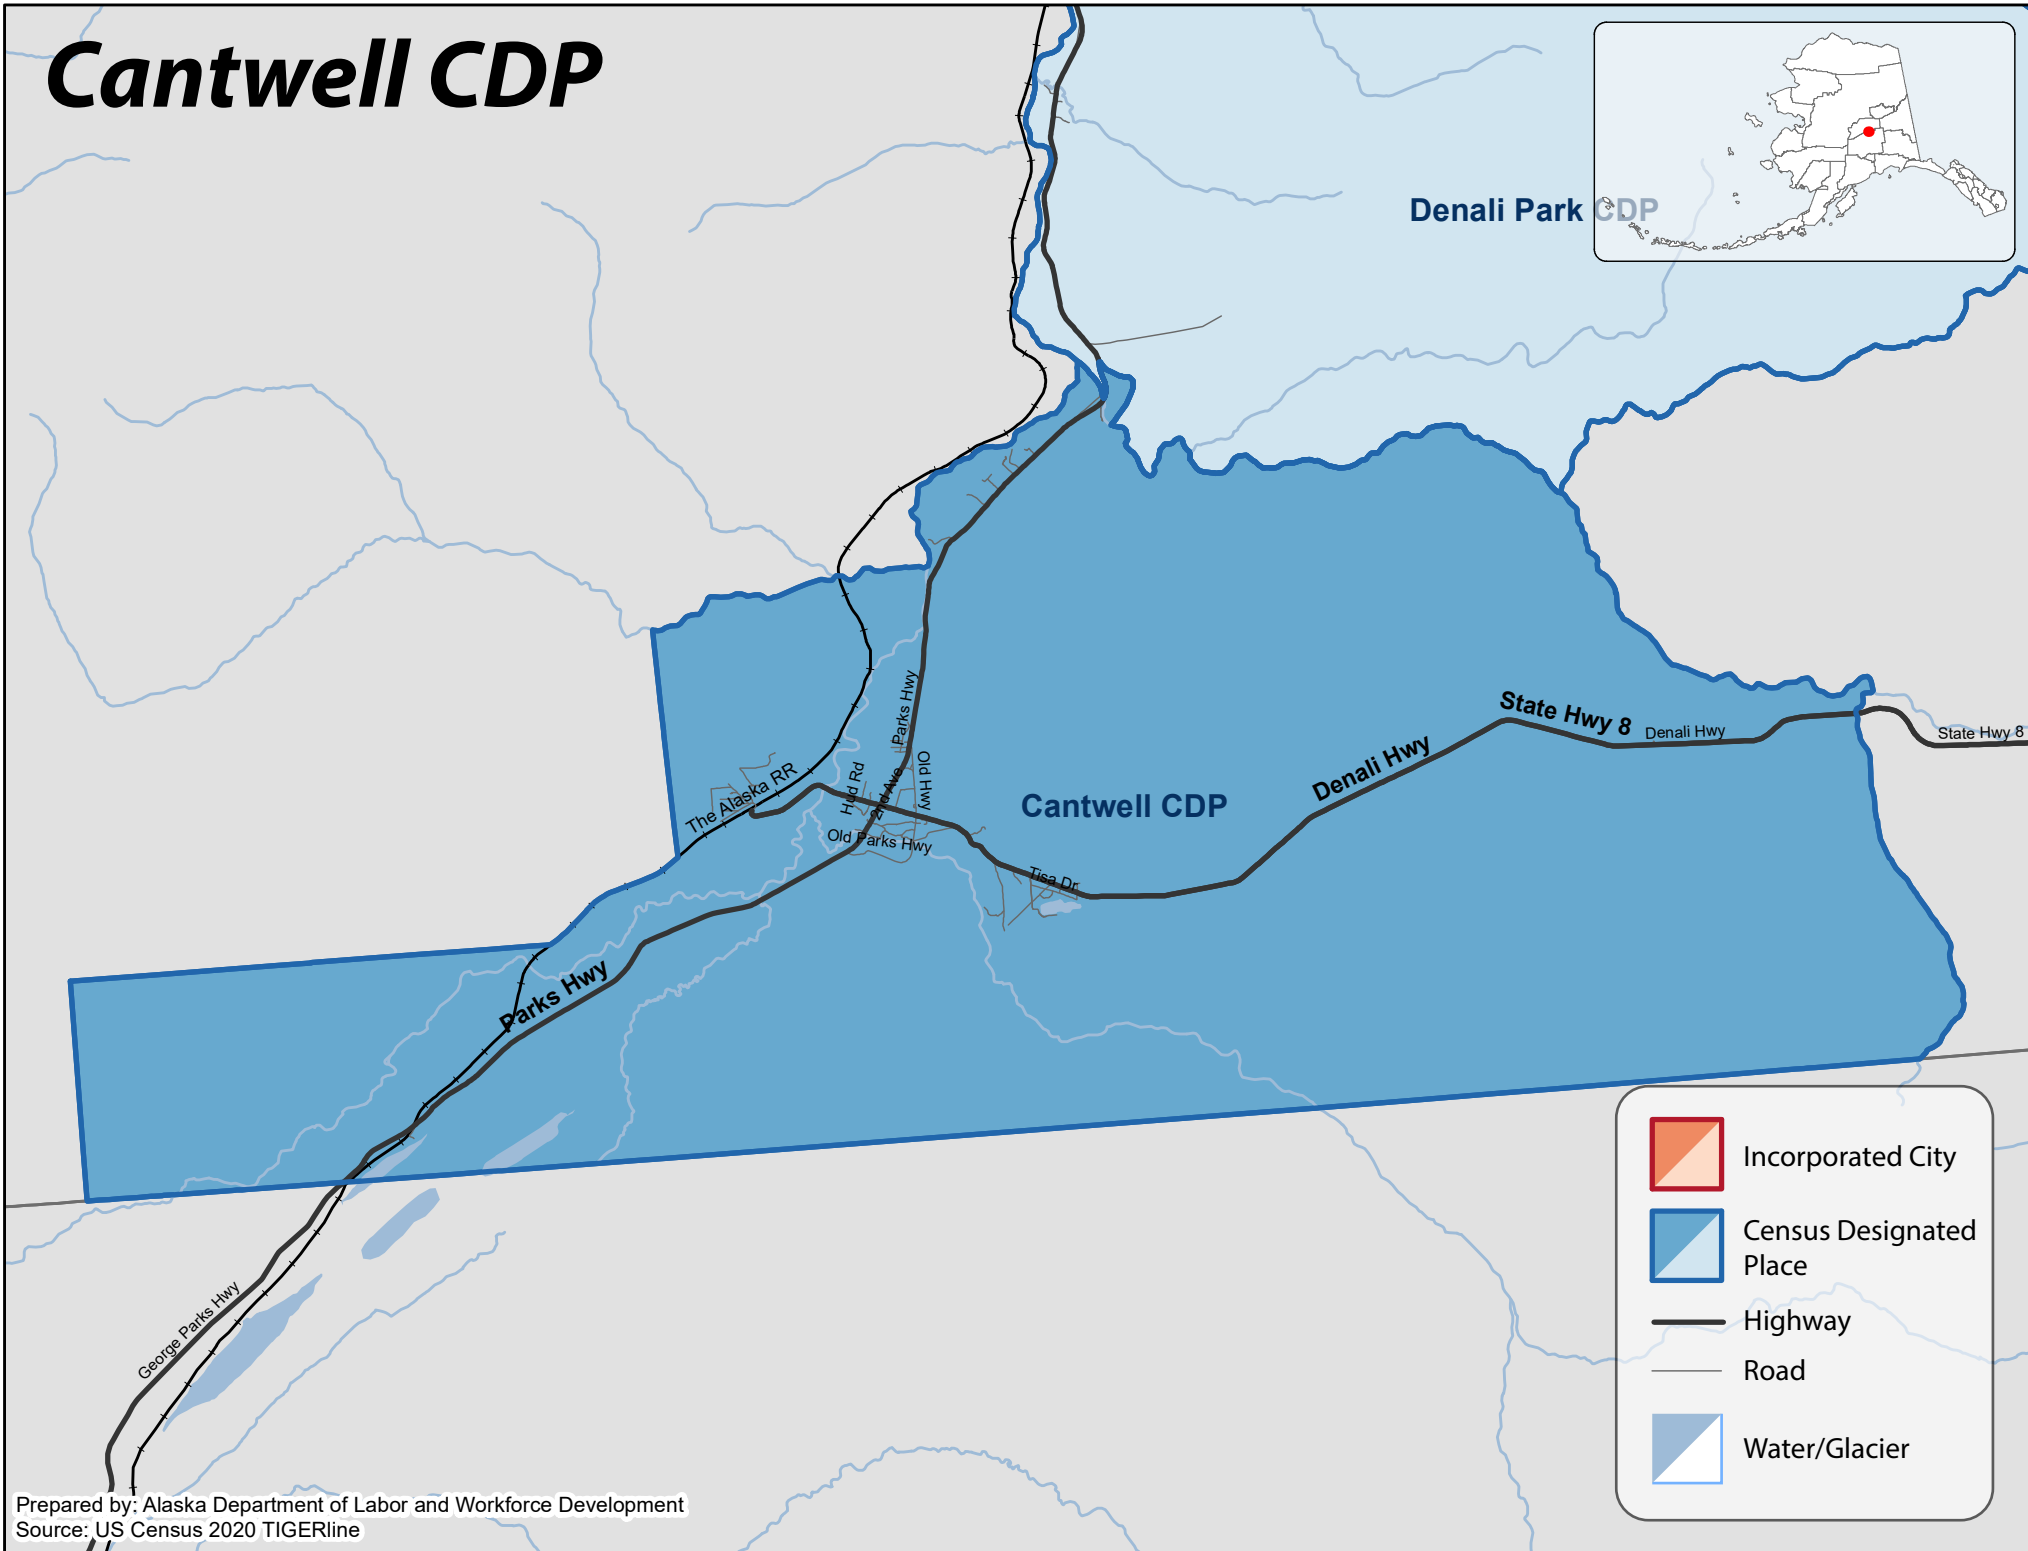 Cantwell CDP
Denali Park CDP
Parks Hwy
State Hwy 8
Denali Hwy
State Hwy 8
Denali Hwy
The Alaska RR
Hud Rd
2nd Ave
Old Hwy
Cantwell CDP
Old Parks Hwy
Tisa Dr
Parks Hwy
George Parks Hwy
Incorporated City
Census Designated
Place
Highway
Road
Water/Glacier
Prepared by: Alaska Department of Labor and Workforce Development
Source: US Census 2020 TIGERline